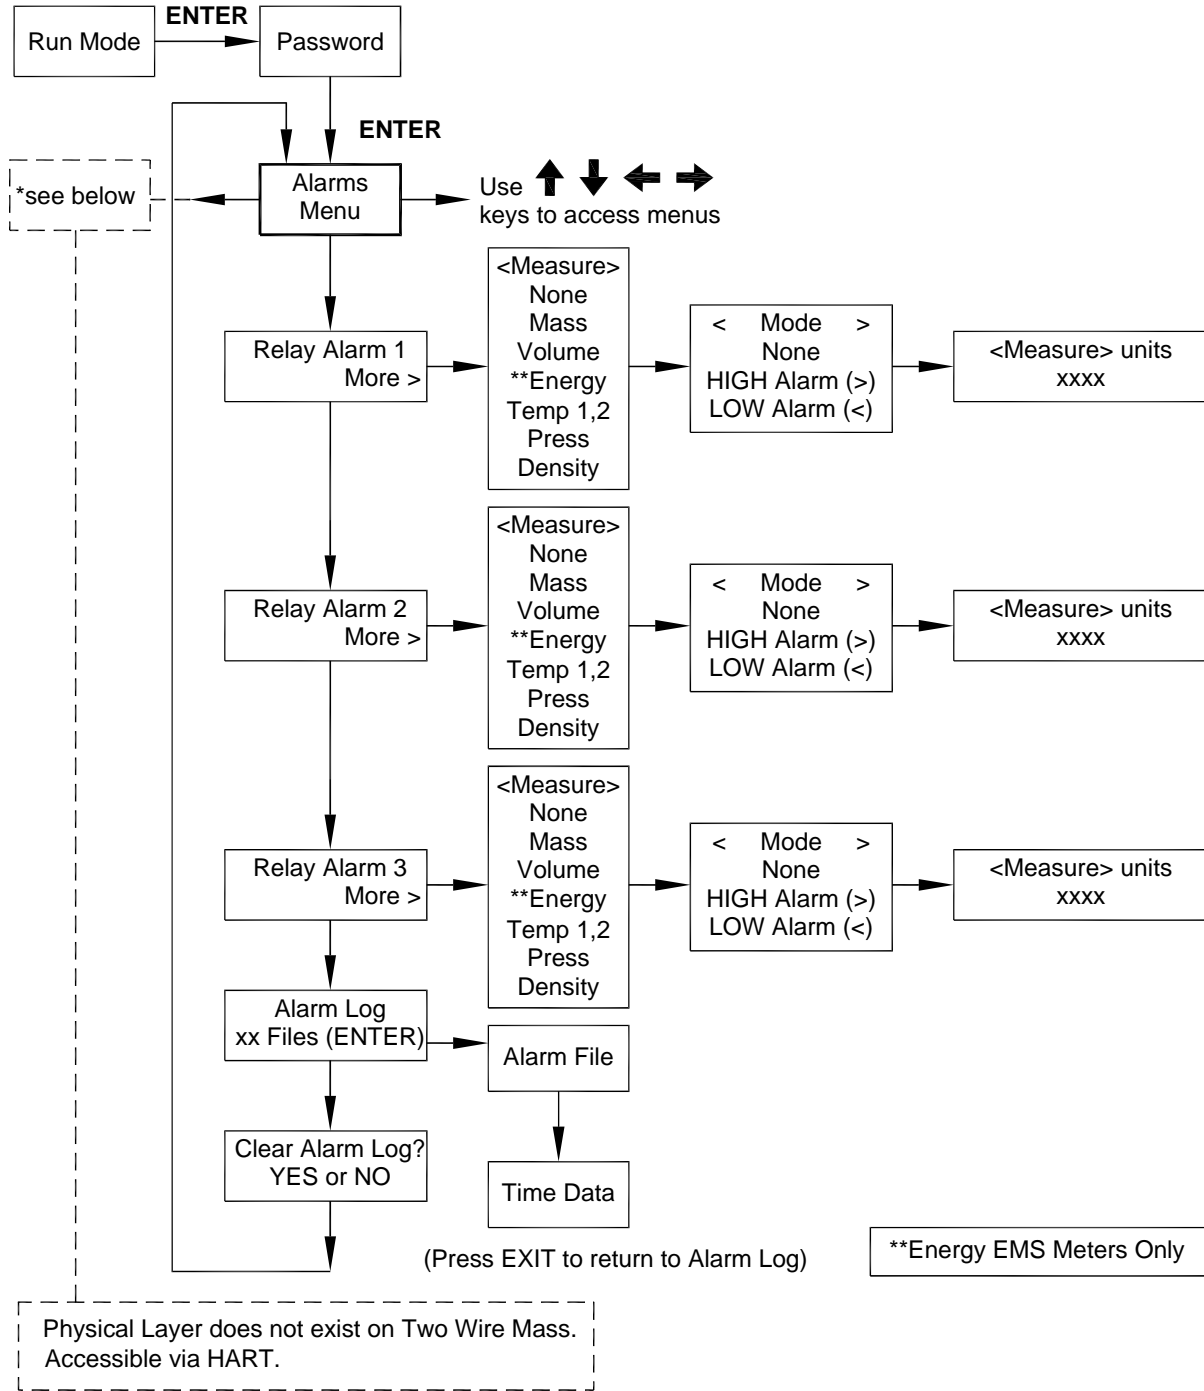 ENTER
Run Mode
Password
ENTER
*see below
Alarms
Menu
Use
keys to access menus
Relay Alarm 1
More >
<Measure>
None
Mass
Volume
**Energy
Temp 1,2
Press
Density
< Mode >
None
HIGH Alarm (>)
LOW Alarm (<)
<Measure> units
xxxx
Relay Alarm 2
More >
<Measure>
None
Mass
Volume
**Energy
Temp 1,2
Press
Density
< Mode >
None
HIGH Alarm (>)
LOW Alarm (<)
<Measure> units
xxxx
Relay Alarm 3
More >
<Measure>
None
Mass
Volume
**Energy
Temp 1,2
Press
Density
< Mode >
None
HIGH Alarm (>)
LOW Alarm (<)
<Measure> units
xxxx
Alarm Log
xx Files (ENTER)
Alarm File
Clear Alarm Log?
YES or NO
Time Data
(Press EXIT to return to Alarm Log)
**Energy EMS Meters Only
Physical Layer does not exist on Two Wire Mass.
Accessible via HART.